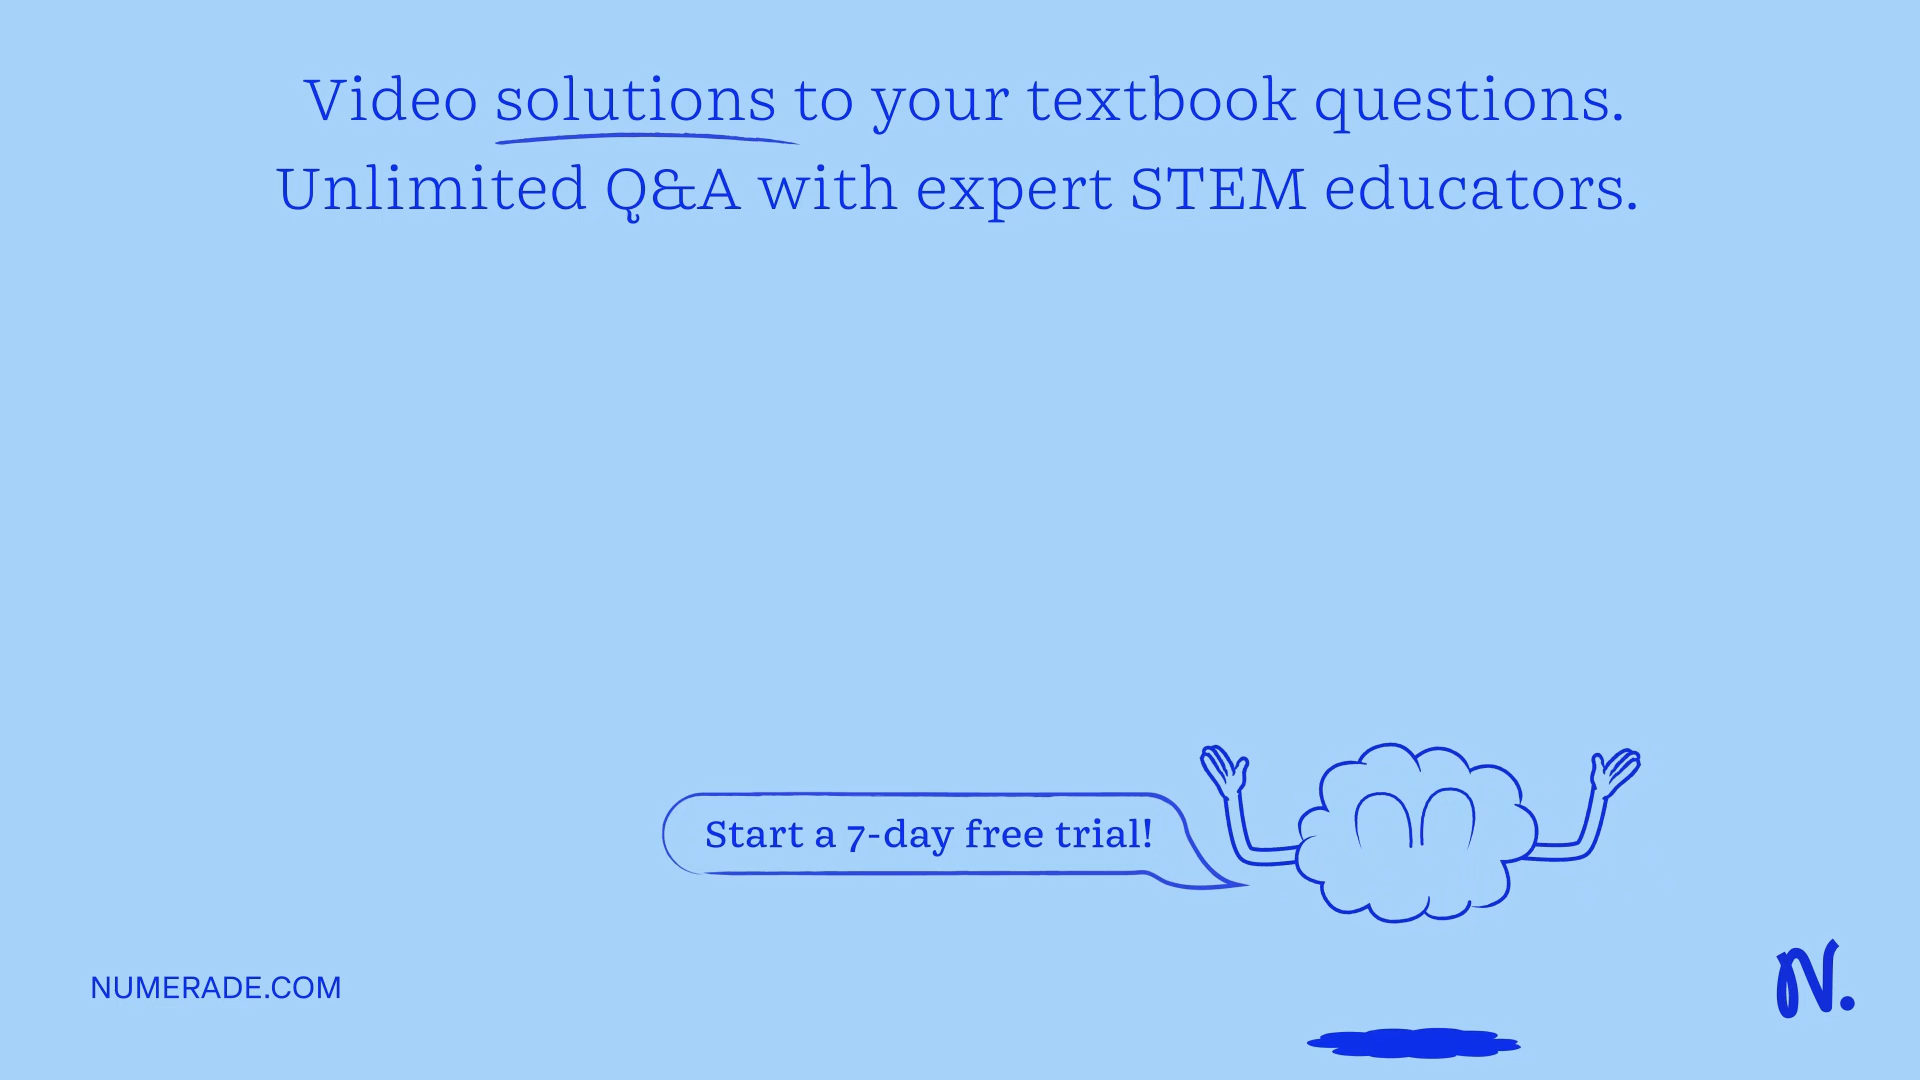 Video solutions to your textbook questions.
Unlimited Q&A with expert STEM educators.
Start a 7-day free trial!
NUMERADE.COM
N.